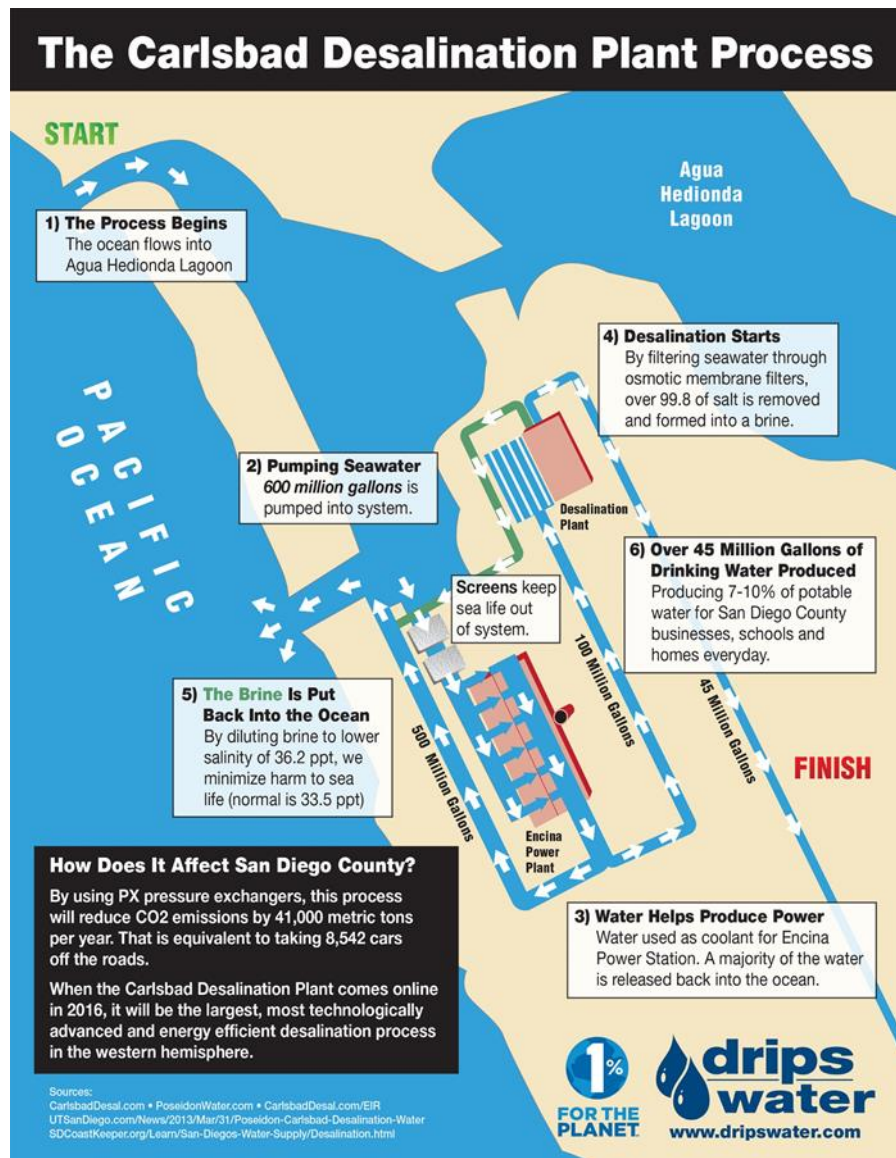 The Carlsbad Desalination Plant Process
START
Agua
Hedionda
Lagoon
1) The Process Begins
The ocean flows into
Agua Hedionda Lagoon
PACIFIC
OCEAN
4) Desalination Starts
By filtering seawater through
osmotic membrane filters,
over 99.8 of salt is removed
and formed into a brine.
2) Pumping Seawater
600 million gallons is
pumped into system.
Desalination
Plant
6) Over 45 Million Gallons of
Drinking Water Produced
Producing 7-10% of potable
water for San Diego County
businesses, schools and
homes everyday.
Screens keep
sea life out
of system.
100 Million Gallons
45 Million Gallons
5) The Brine Is Put
Back Into the Ocean
By diluting brine to lower
salinity of 36.2 ppt, we
minimize harm to sea
life (normal is 33.5 ppt)
500 Million Gallons
FINISH
Encina
Power
Plant
How Does It Affect San Diego County?
By using PX pressure exchangers, this process
will reduce CO2 emissions by 41,000 metric tons
per year. That is equivalent to taking 8,542 cars
off the roads.
When the Carlsbad Desalination Plant comes online
in 2016, it will be the largest, most technologically
advanced and energy efficient desalination process
in the western hemisphere.
3) Water Helps Produce Power
Water used as coolant for Encina
Power Station. A majority of the water
is released back into the ocean.
Sources:
CarlsbadDesal.com • PoseidonWater.com • CarlsbadDesal.com/EIR
UTSanDiego.com/News/2013/Mar/31/Poseidon-Carlsbad-Desalination-Water
SDCoastKeeper.org/Learn/San-Diegos-Water-Supply/Desalination.html
1%
FOR THE
PLANET
drips
water
www.dripswater.com